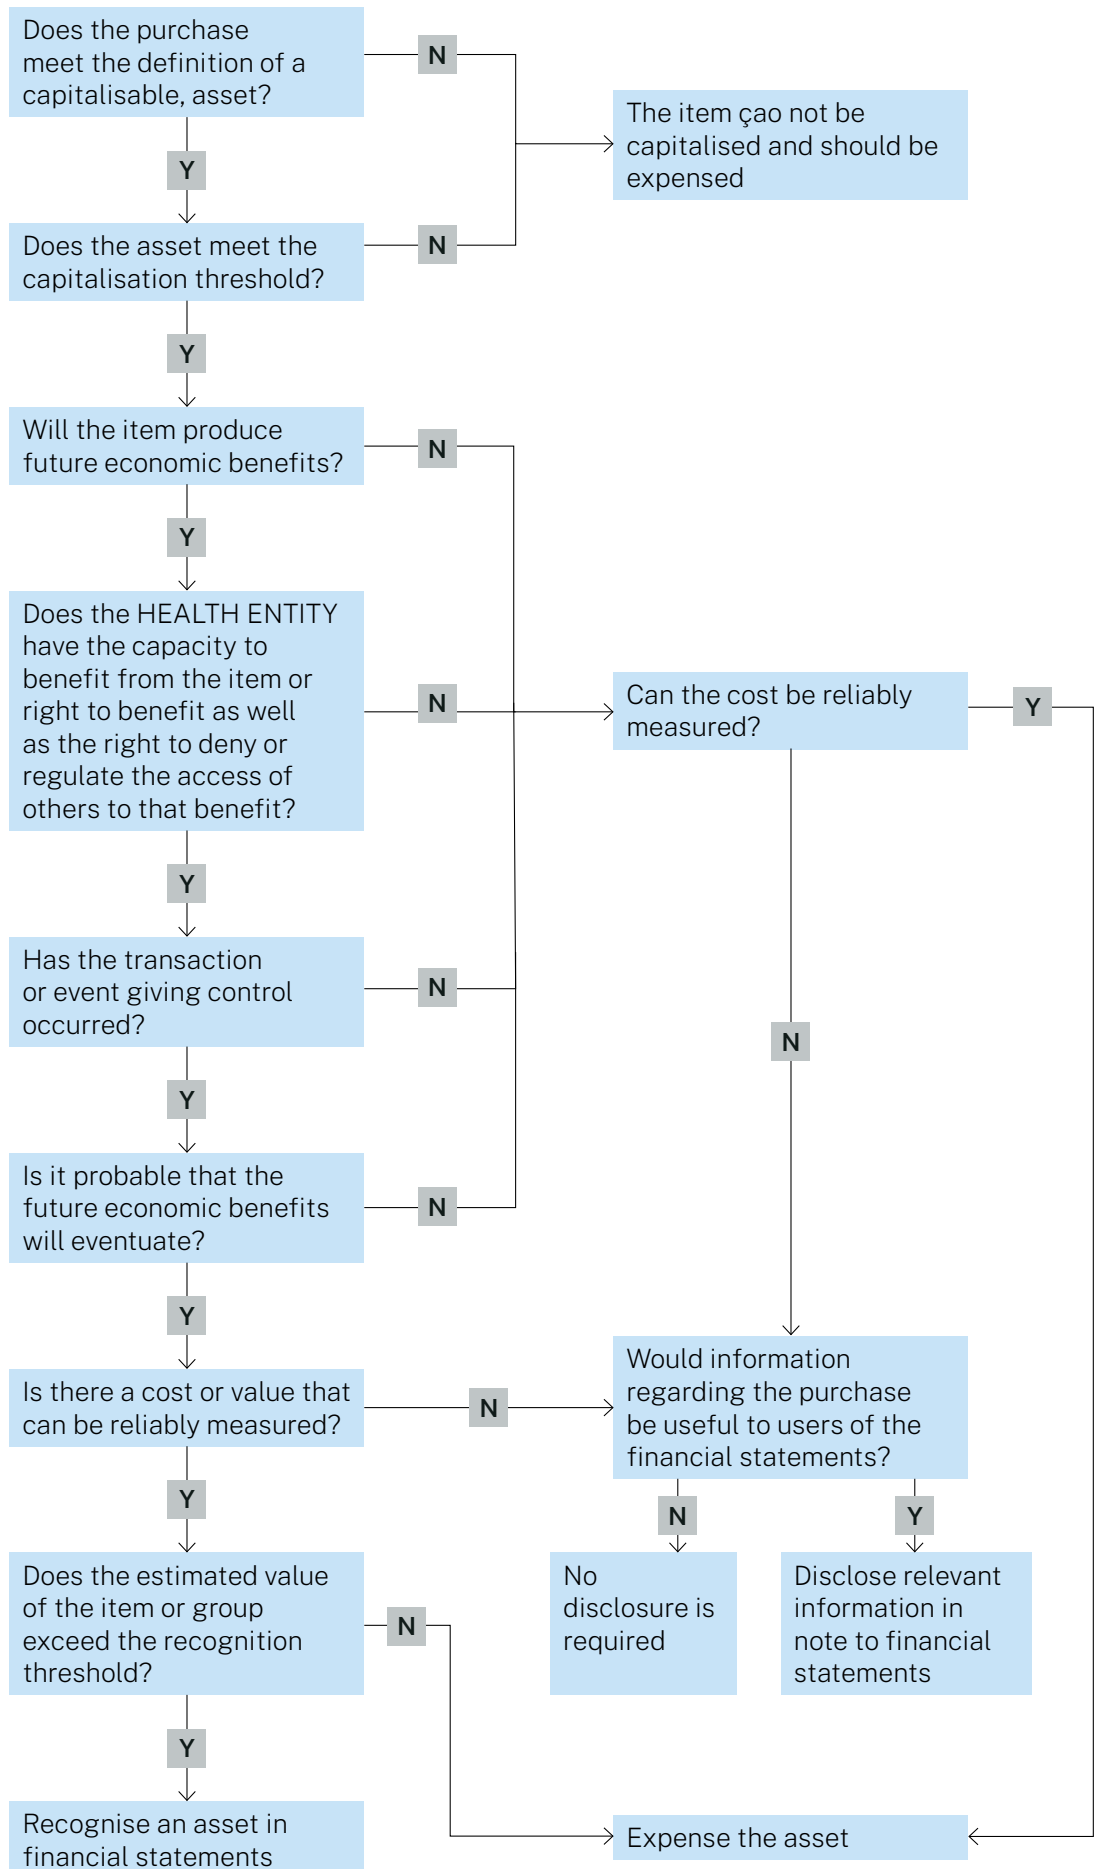 Does the purchase
meet the definition of a
capitalisable, asset?
N
The item çao not be
capitalised and should be
expensed
Y
Does the asset meet the
capitalisation threshold?
N
Y
Will the item produce
future economic benefits?
N
Y
Does the HEALTH ENTITY
have the capacity to
benefit from the item or
right to benefit as well
as the right to deny or
regulate the access of
others to that benefit?
N
Can the cost be reliably
measured?
Y
Y
Has the transaction
or event giving control
occurred?
N
N
Y
Is it probable that the
future economic benefits
will eventuate?
N
Y
Is there a cost or value that
can be reliably measured?
N
Would information
regarding the purchase
be useful to users of the
financial statements?
Y
N
Y
Does the estimated value
of the item or group
exceed the recognition
threshold?
N
No
disclosure is
required
Disclose relevant
information in
note to financial
statements
Y
Recognise an asset in
financial statements
Expense the asset